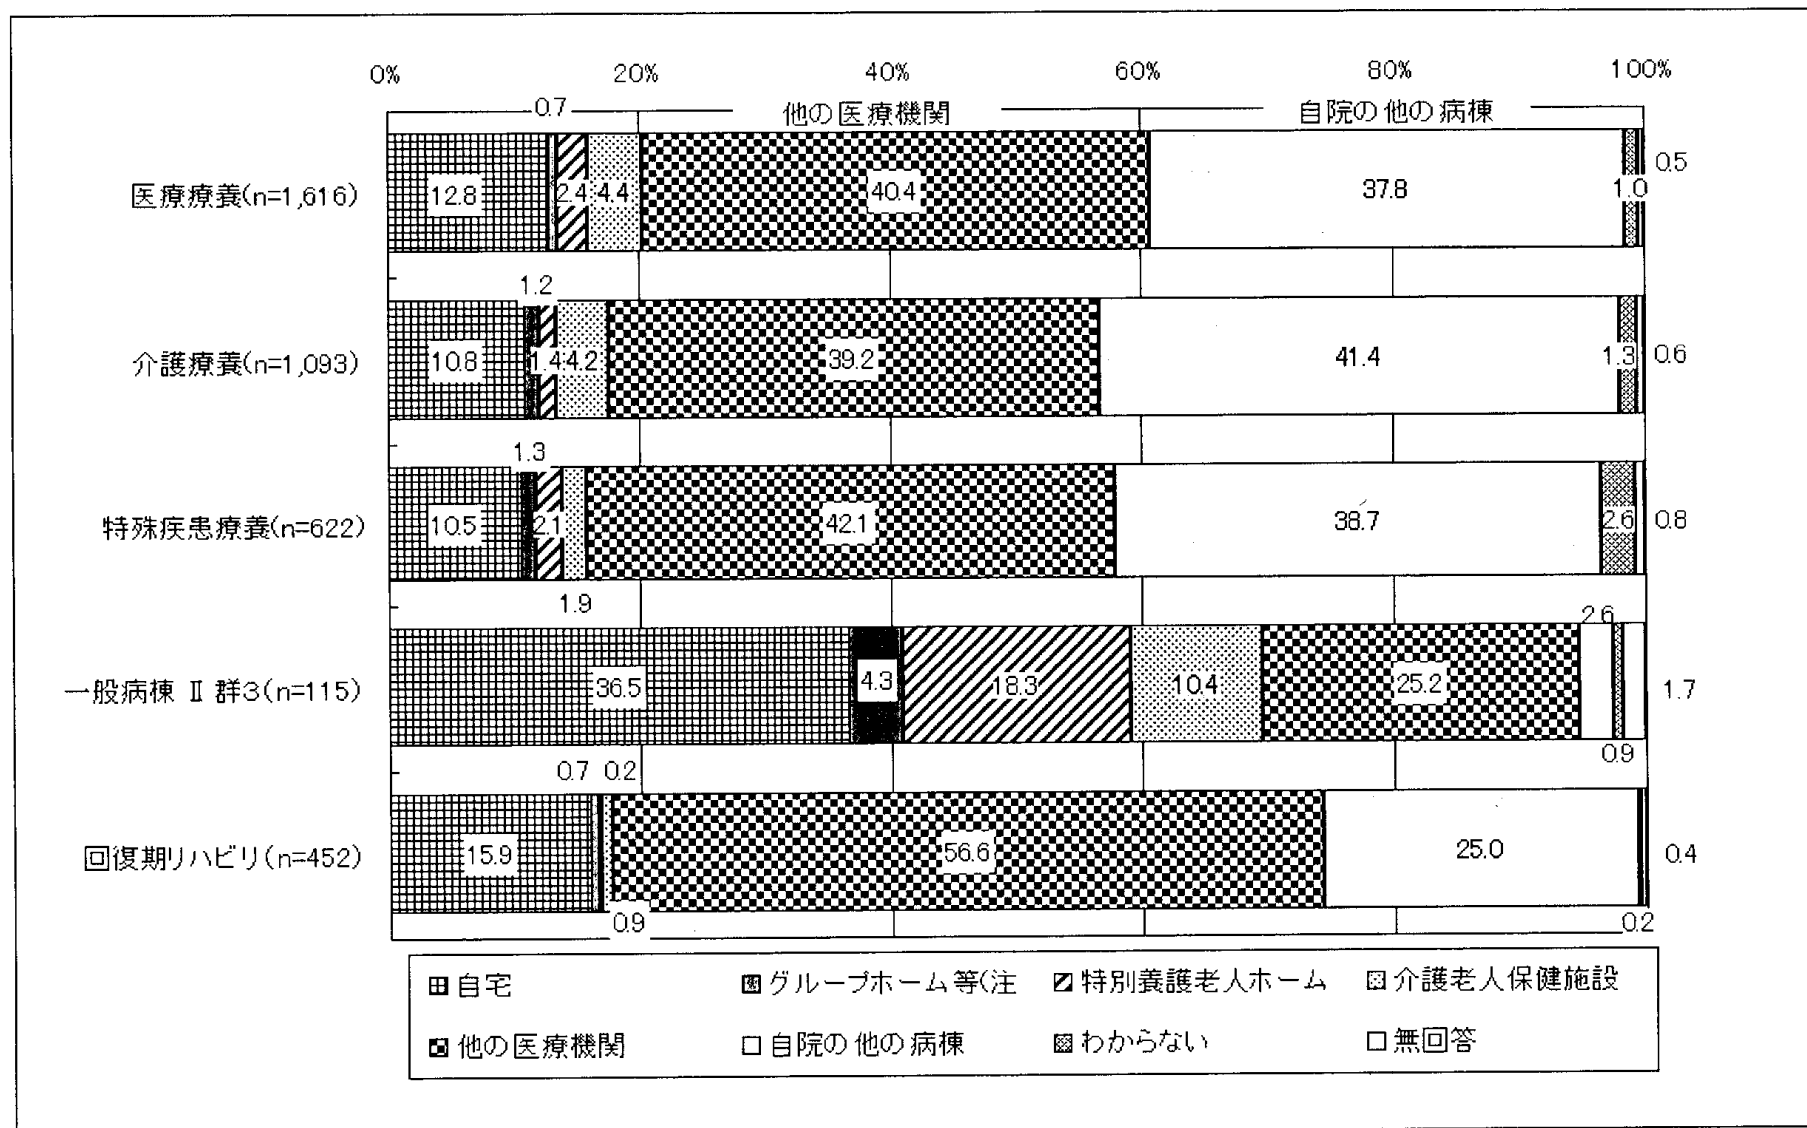 0% 20% 40% 60% 80% 100%
0.7 他の医療機関 自院の他の病棟
医療療養(n=1,616) 12.8 2.4 4.4 40.4 37.8 1.0 0.5
1.2
介護療養(n=1,093) 10.8 1.4 4.2 39.2 41.4 1.3 0.6
1.3
特殊疾患療養(n=622) 10.5 2.1 42.1 38.7 2.6 0.8
1.9 2.6
一般病棟 Ⅱ 群3(n=115) 36.5 4.3 18.3 10.4 25.2 1.7
0.7 0.2 0.9
回復期リハビリ(n=452) 15.9 56.6 25.0 0.4
0.9 0.2
自宅 グループホーム等(注 特別養護老人ホーム 介護老人保健施設
他の医療機関 自院の他の病棟 わからない 無回答